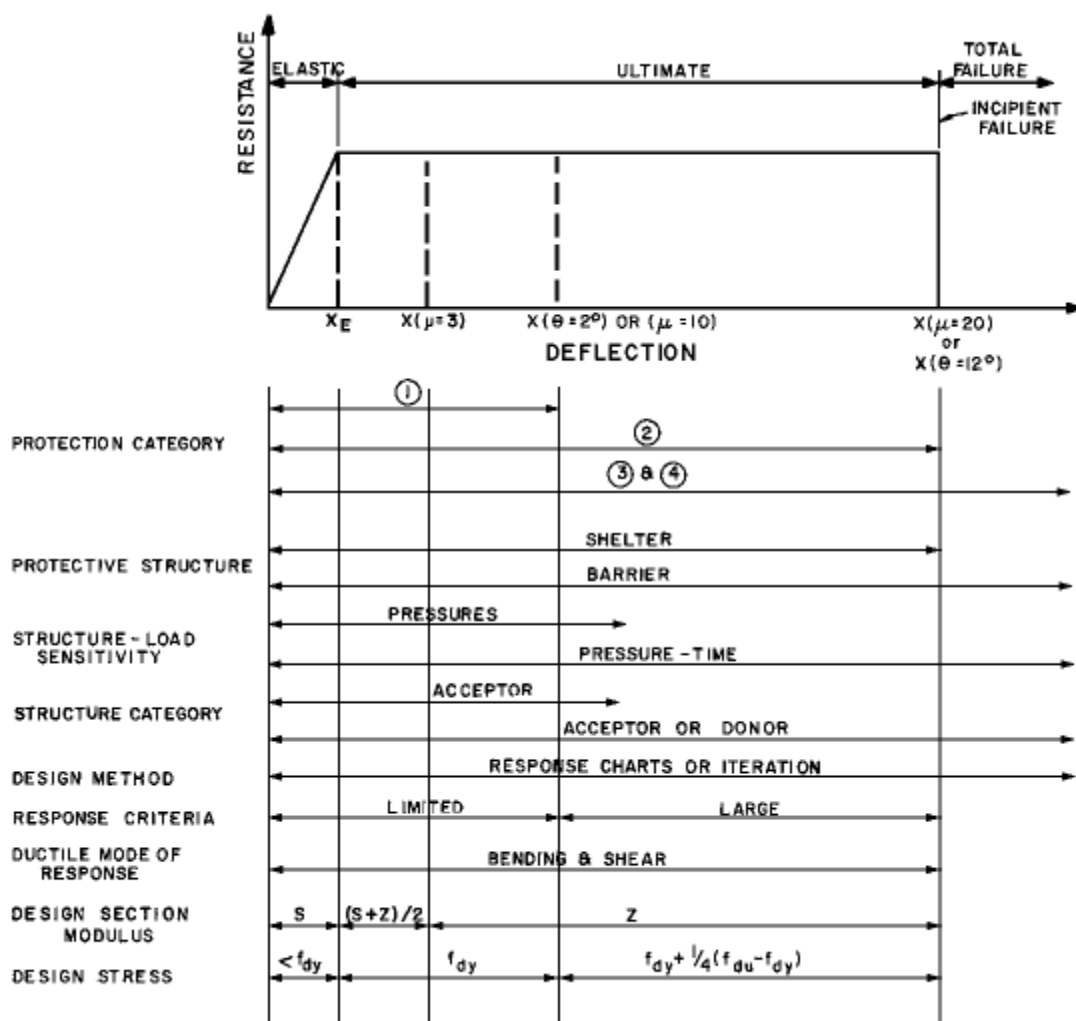 RESISTANCE
ELASTIC
ULTIMATE
TOTAL
FAILURE
INCIPIENT
FAILURE
X_E
X(μ=3)
X(θ=2°) OR (μ=10)
X(μ=20)
or
X(θ=12°)
DEFLECTION
PROTECTION CATEGORY
①
②
③ & ④
PROTECTIVE STRUCTURE
SHELTER
BARRIER
STRUCTURE-LOAD
SENSITIVITY
PRESSURES
PRESSURE-TIME
STRUCTURE CATEGORY
ACCEPTOR
ACCEPTOR OR DONOR
DESIGN METHOD
RESPONSE CHARTS OR ITERATION
RESPONSE CRITERIA
LIMITED
LARGE
DUCTILE MODE OF
RESPONSE
BENDING & SHEAR
DESIGN SECTION
MODULUS
S
(S+Z)/2
Z
DESIGN STRESS
<f_dy
f_dy
f_dy + 1/4(f_du-f_dy)